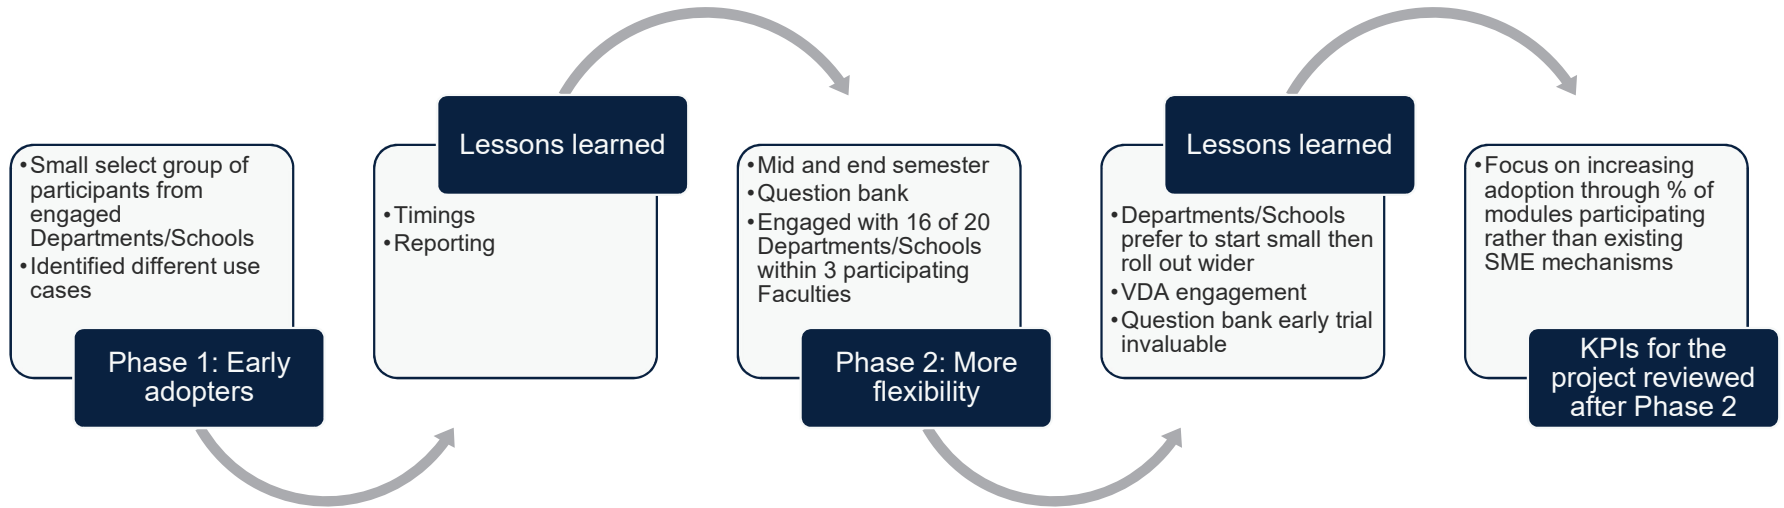 •Small select group of
participants from
engaged
Departments/Schools
•Identified different use
cases
Phase 1: Early
adopters
Lessons learned
•Timings
•Reporting
•Mid and end semester
•Question bank
•Engaged with 16 of 20
Departments/Schools
within 3 participating
Faculties
Phase 2: More
flexibility
Lessons learned
•Departments/Schools
prefer to start small then
roll out wider
•VDA engagement
•Question bank early trial
invaluable
•Focus on increasing
adoption through % of
modules participating
rather than existing
SME mechanisms
KPIs for the
project reviewed
after Phase 2